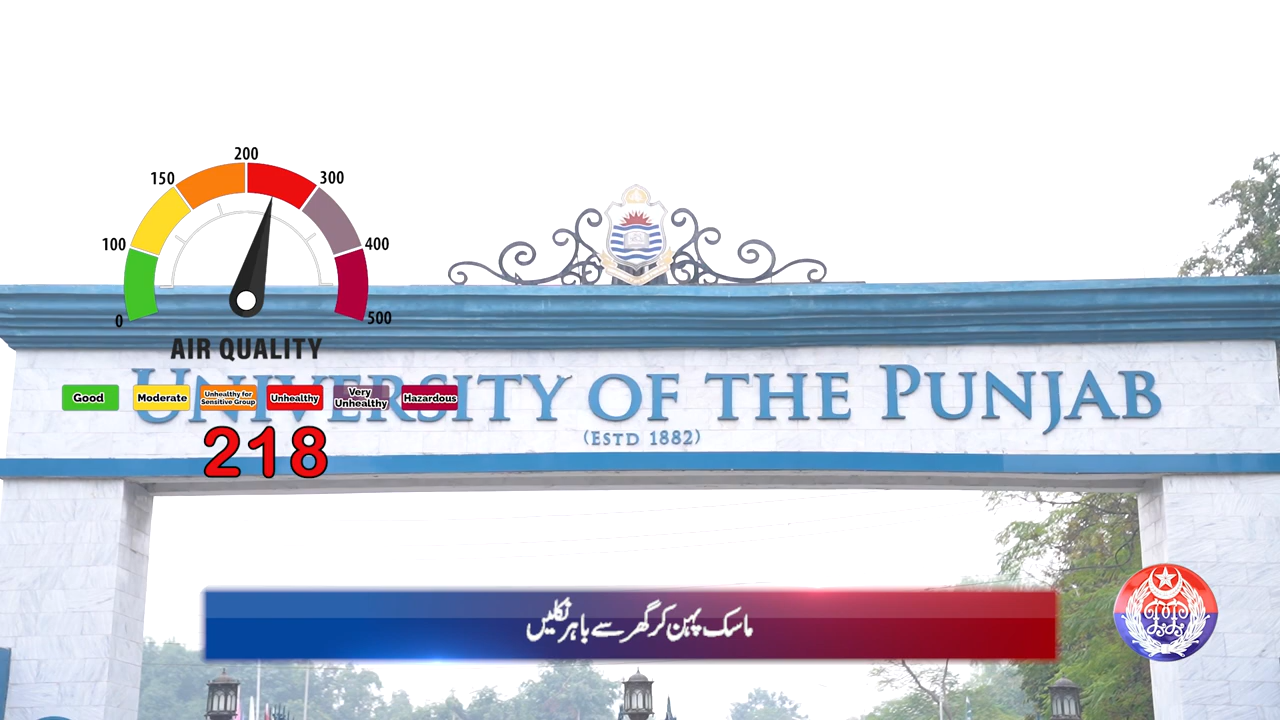 200
150
300
100
400
0
500
AIR QUALITY
Good
Moderate
Unhealthy for
Sensitive Group
Unhealthy
Very
Unhealthy
Hazardous
UNIVERSITY OF THE PUNJAB
(ESTD 1882)
218
ماسک پہن کر گھر سے باہر نکلیں